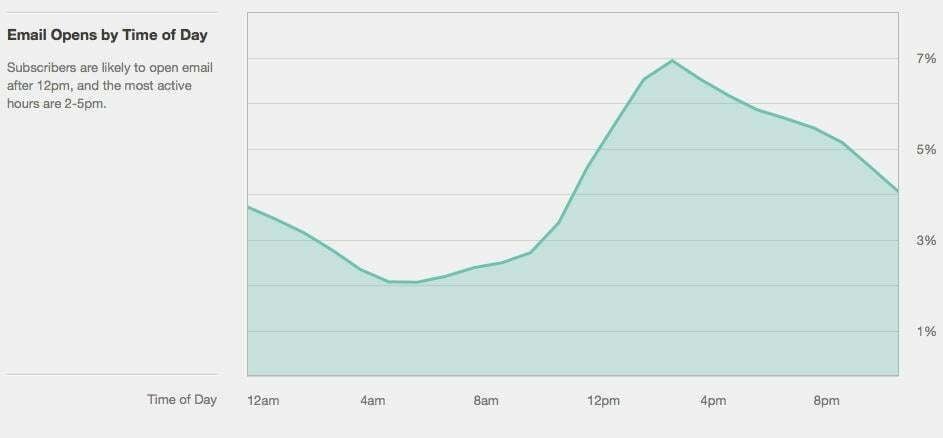 Email Opens by Time of Day
Subscribers are likely to open email
after 12pm, and the most active
hours are 2-5pm.
7%
5%
3%
1%
Time of Day
12am
4am
8am
12pm
4pm
8pm